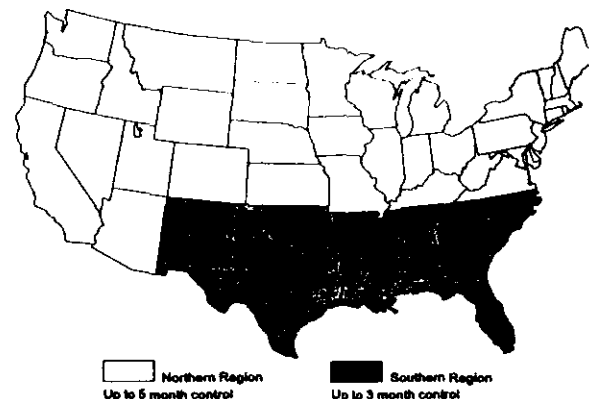 Northern Region
Up to 5 month control
Southern Region
Up to 3 month control